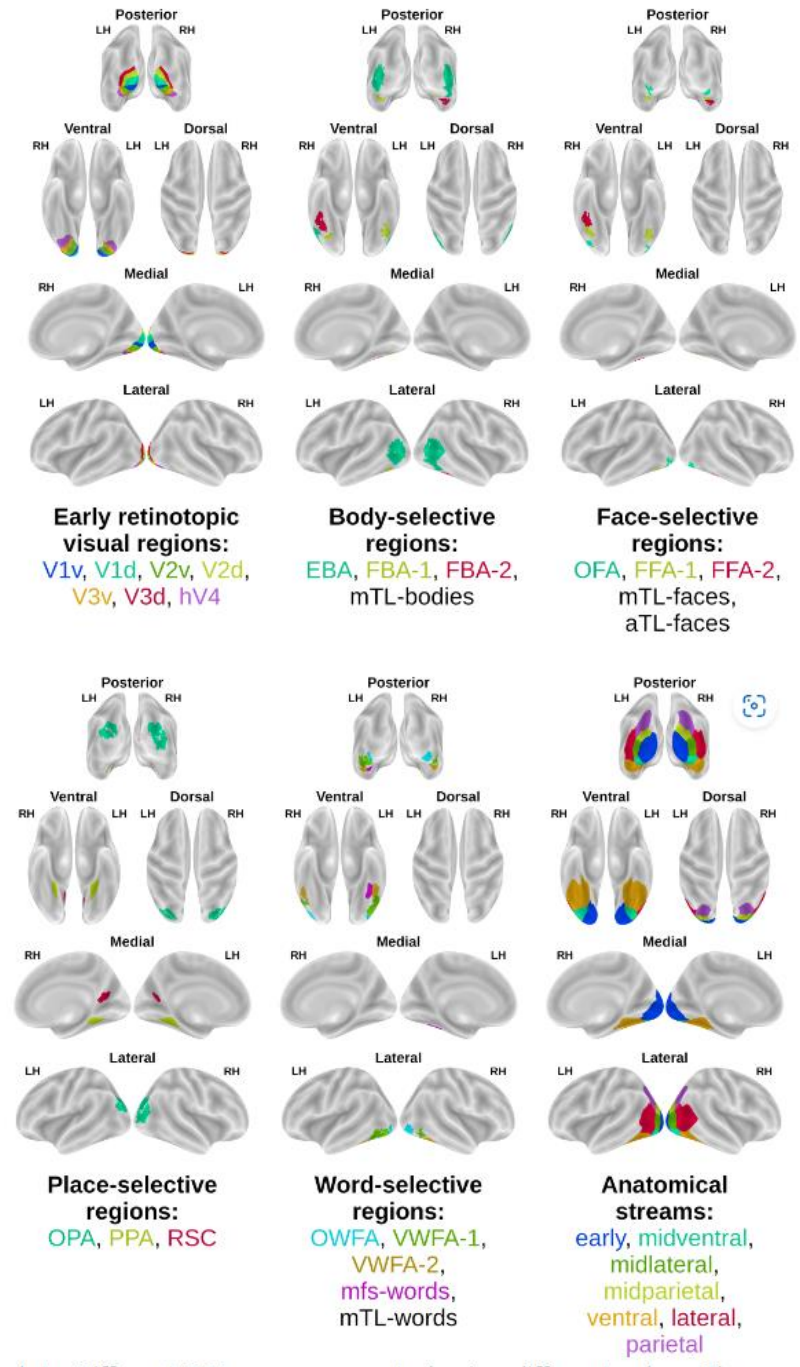 Posterior
LH RH
Ventral Dorsal
RH LH RH
Medial
RH LH
Lateral
LH RH
Early retinotopic
visual regions:
V1v, V1d, V2v, V2d,
V3v, V3d, hV4
Posterior
LH RH
Ventral Dorsal
RH LH LH RH
Medial
RH LH
Lateral
LH RH
Body-selective
regions:
EBA, FBA-1, FBA-2,
mTL-bodies
Posterior
LH RH
Ventral Dorsal
RH LH LH RH
Medial
RH LH
Lateral
LH RH
Face-selective
regions:
OFA, FFA-1, FFA-2,
mTL-faces,
aTL-faces
Posterior
LH RH
Ventral Dorsal
RH LH LH RH
Medial
RH LH
Lateral
LH RH
Place-selective
regions:
OPA, PPA, RSC
Posterior
LH RH
Ventral Dorsal
RH LH LH RH
Medial
RH LH
Lateral
LH RH
Word-selective
regions:
OWFA, VWFA-1,
VWFA-2,
mfs-words,
mTL-words
Posterior
LH RH
Ventral Dorsal
RH LH LH RH
Medial
RH LH
Lateral
LH RH
Anatomical
streams:
early, midventral,
midlateral,
midparietal,
ventral, lateral,
parietal